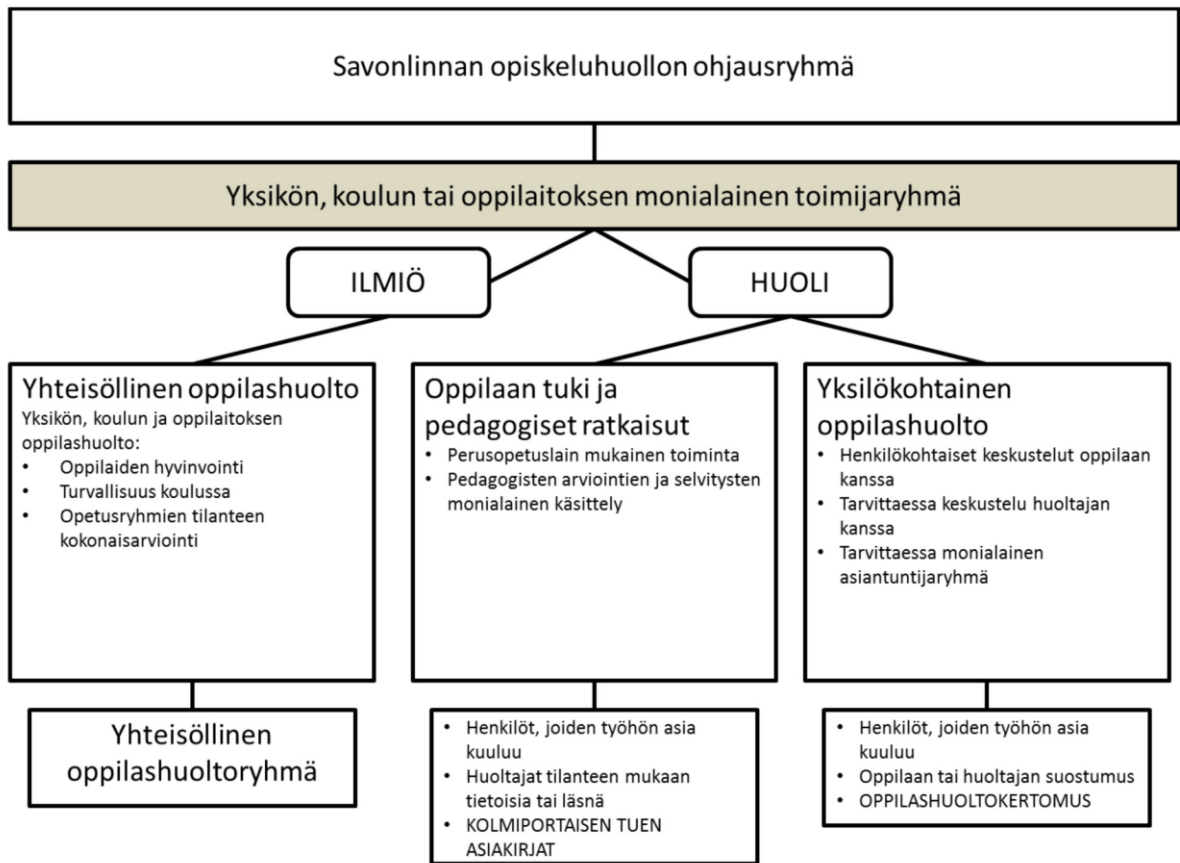 Savonlinnan opiskeluhuollon ohjausryhmä
Yksikön, koulun tai oppilaitoksen monialainen toimijaryhmä
ILMIÖ
HUOLI
Yhteisöllinen oppilashuolto
Yksikön, koulun ja oppilaitoksen
oppilashuolto:
• Oppilaiden hyvinvointi
• Turvallisuus koulussa
• Opetusryhmien tilanteen
kokonaisarviointi
Oppilaan tuki ja
pedagogiset ratkaisut
• Perusopetuslain mukainen toiminta
• Pedagogisten arviointien ja selvitysten
monialainen käsittely
Yksilökohtainen
oppilashuolto
• Henkilökohtaiset keskustelut oppilaan
kanssa
• Tarvittaessa keskustelu huoltajan
kanssa
• Tarvittaessa monialainen
asiantuntijaryhmä
Yhteisöllinen
oppilashuoltoryhmä
• Henkilöt, joiden työhön asia
kuuluu
• Huoltajat tilanteen mukaan
tietoisia tai läsnä
• KOLMIPORTAISEN TUEN
ASIAKIRJAT
• Henkilöt, joiden työhön asia
kuuluu
• Oppilaan tai huoltajan suostumus
• OPPILASHUOLTOKERTOMUS